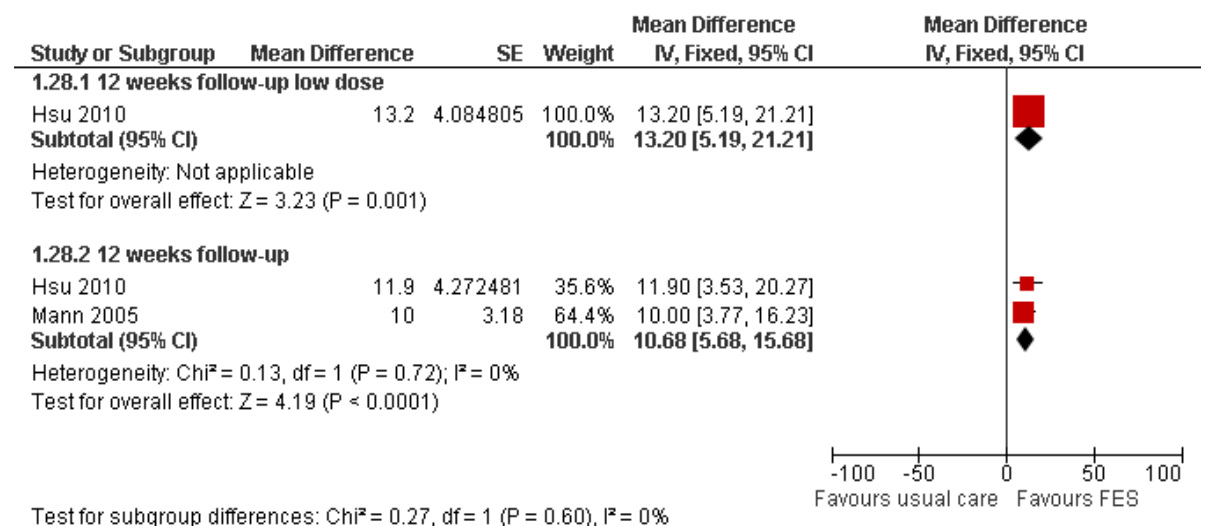 Mean Difference Mean Difference
Study or Subgroup Mean Difference SE Weight IV, Fixed, 95% CI IV, Fixed, 95% CI
1.28.1 12 weeks follow-up low dose
Hsu 2010 13.2 4.084805 100.0% 13.20 [5.19, 21.21]
Subtotal (95% CI) 100.0% 13.20 [5.19, 21.21]
Heterogeneity: Not applicable
Test for overall effect: Z = 3.23 (P = 0.001)
1.28.2 12 weeks follow-up
Hsu 2010 11.9 4.272481 35.6% 11.90 [3.53, 20.27]
Mann 2005 10 3.18 64.4% 10.00 [3.77, 16.23]
Subtotal (95% CI) 100.0% 10.68 [5.68, 15.68]
Heterogeneity: Chi² = 0.13, df = 1 (P = 0.72); I² = 0%
Test for overall effect: Z = 4.19 (P < 0.0001)
-100 -50 0 50 100
Favours usual care Favours FES
Test for subgroup differences: Chi² = 0.27, df = 1 (P = 0.60), I² = 0%